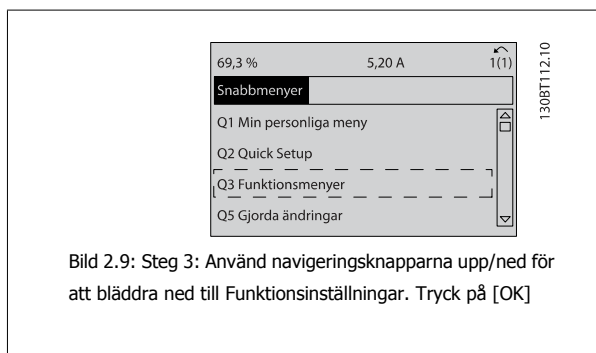 69,3 % 5,20 A 1(1)
Snabbmenyer
Q1 Min personliga meny
Q2 Quick Setup
Q3 Funktionsmenyer
Q5 Gjorda ändringar
130BT112.10
Bild 2.9: Steg 3: Använd navigeringsknapparna upp/ned för
att bläddra ned till Funktionsinställningar. Tryck på [OK]